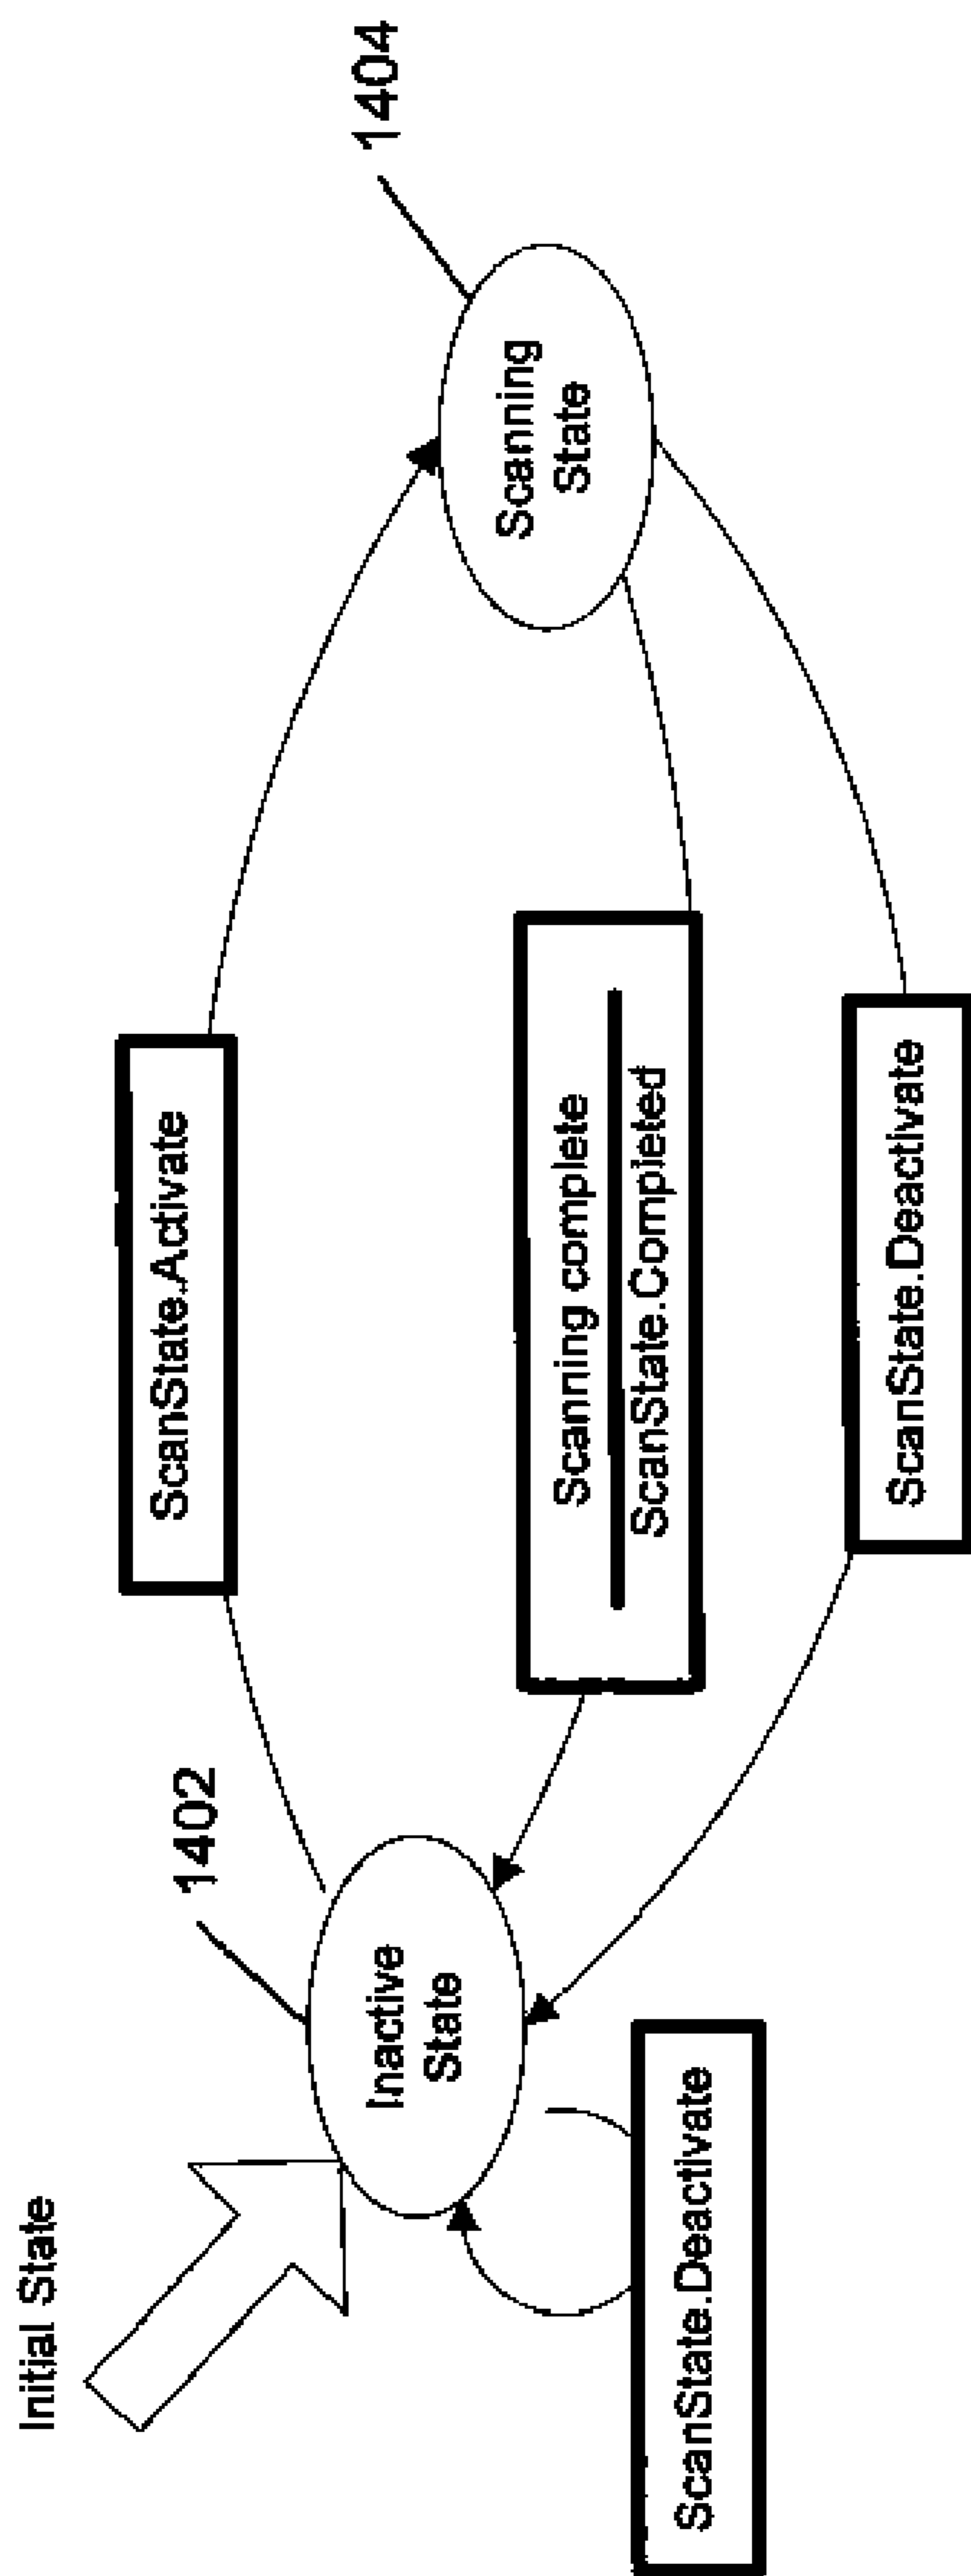 Initial State
1402
Inactive
State
ScanState.Deactivate
ScanState.Activate
Scanning complete
ScanState.Completed
ScanState.Deactivate
1404
Scanning
State